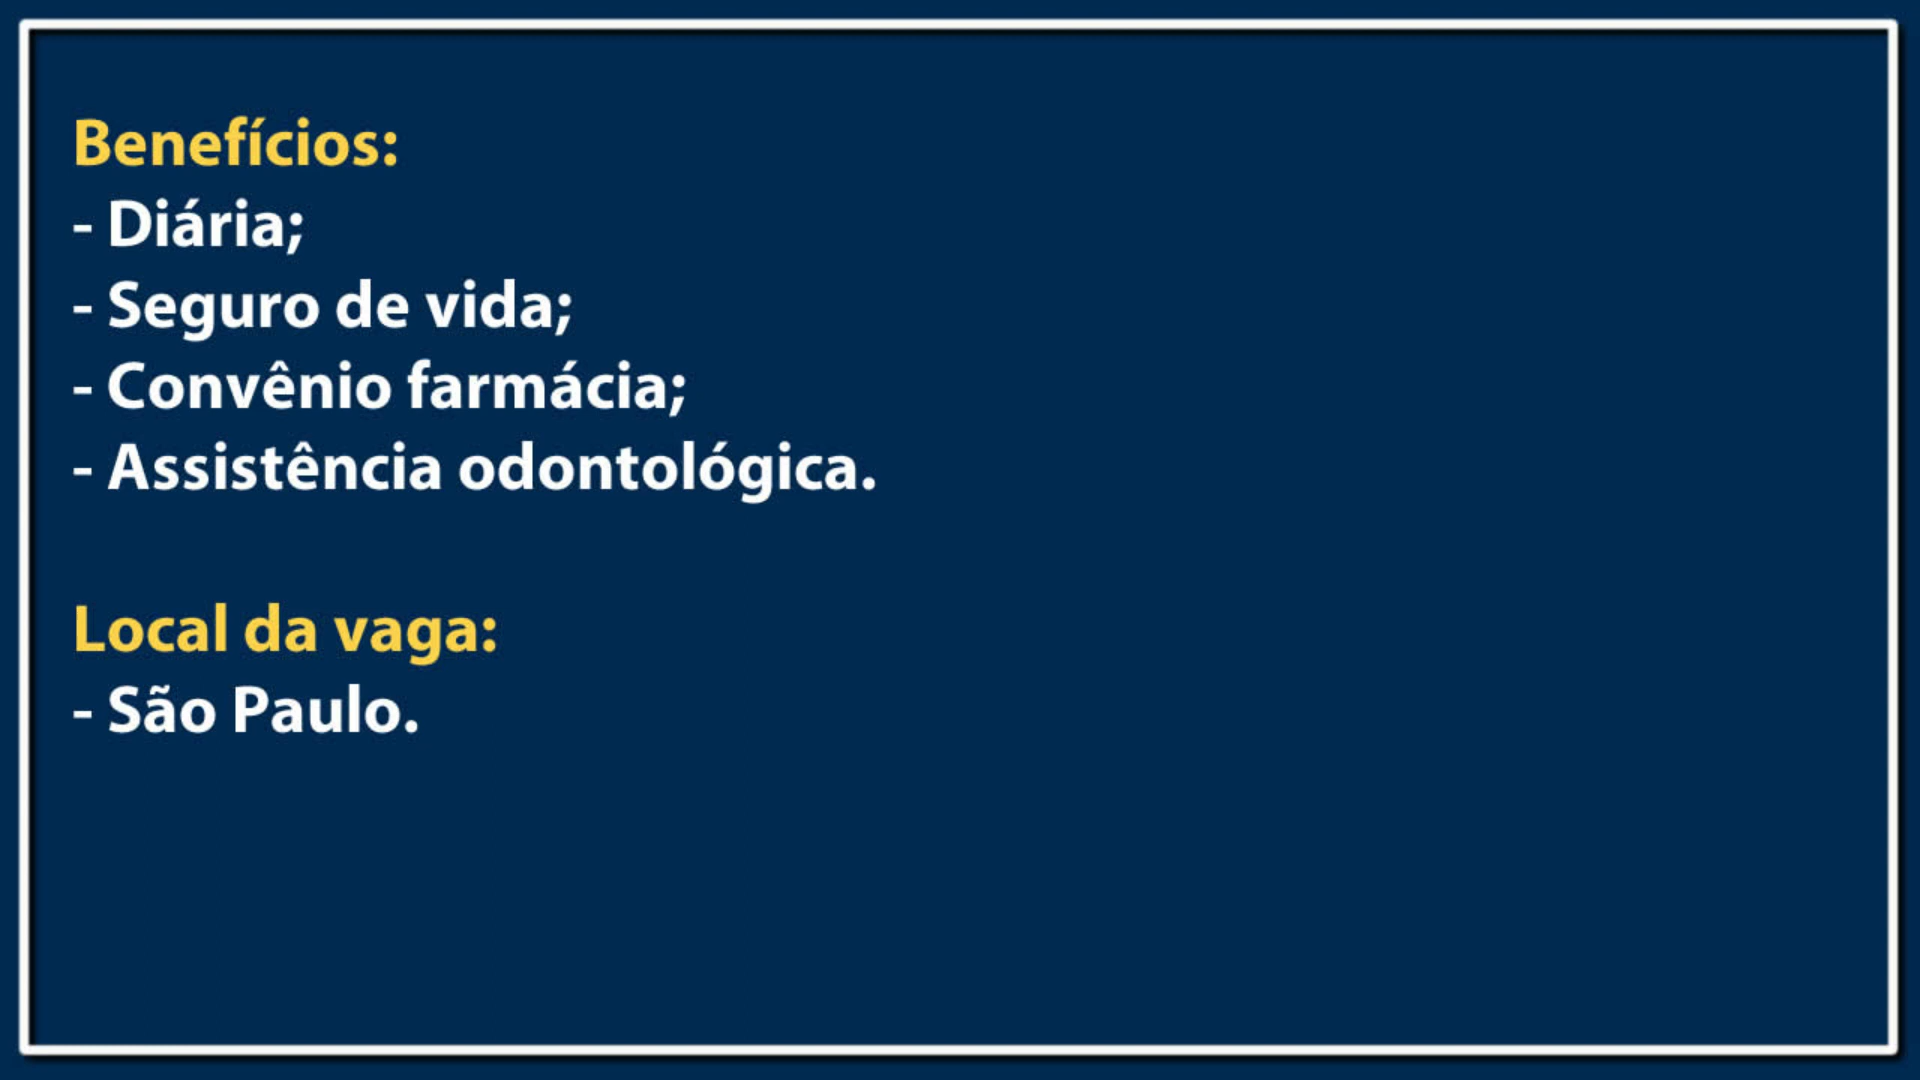 Benefícios:
- Diária;
- Seguro de vida;
- Convênio farmácia;
- Assistência odontológica.
Local da vaga:
- São Paulo.